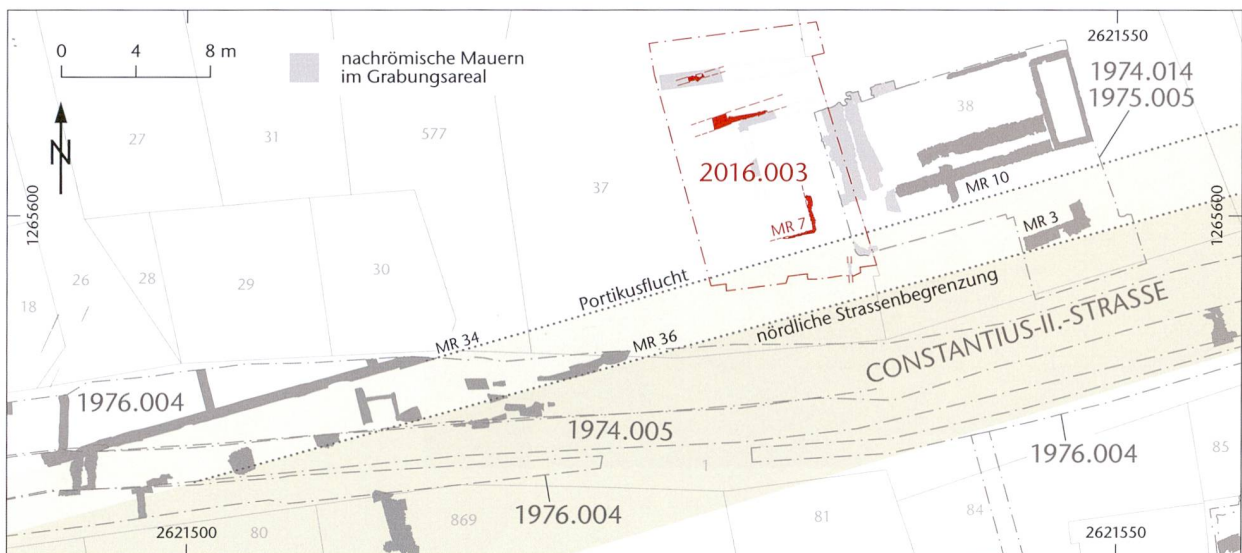 0 4 8 m
nachrömische Mauern
im Grabungsareal
2621550
1974.014
1975.005
N
27
31
577
38
37
2016.003
MR 10
MR 7
MR 3
1265600
1265600
26
28
29
30
18
Portikusflucht
nördliche Strassenbegrenzung
CONSTANTIUS-II.-STRASSE
MR 34
MR 36
1976.004
1974.005
1976.004
1
85
1976.004
80
869
81
84
2621500
2621550